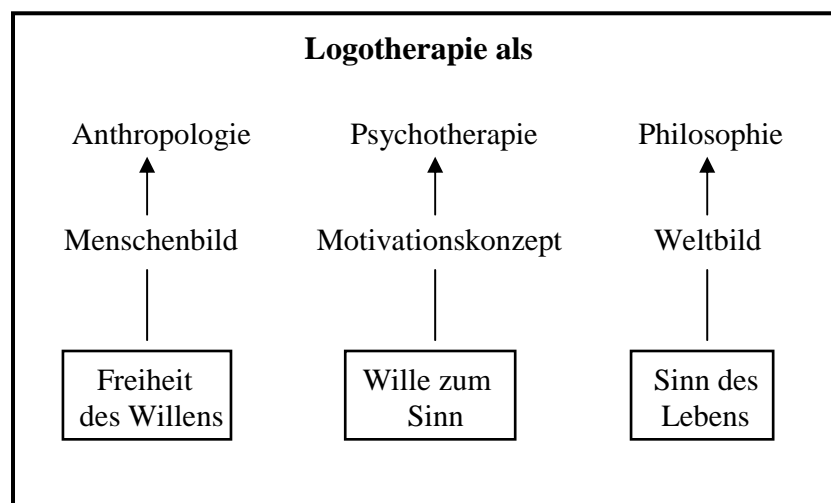 Logotherapie als
Anthropologie Psychotherapie Philosophie
Menschenbild Motivationskonzept Weltbild
Freiheit
des Willens
Wille zum
Sinn
Sinn des
Lebens